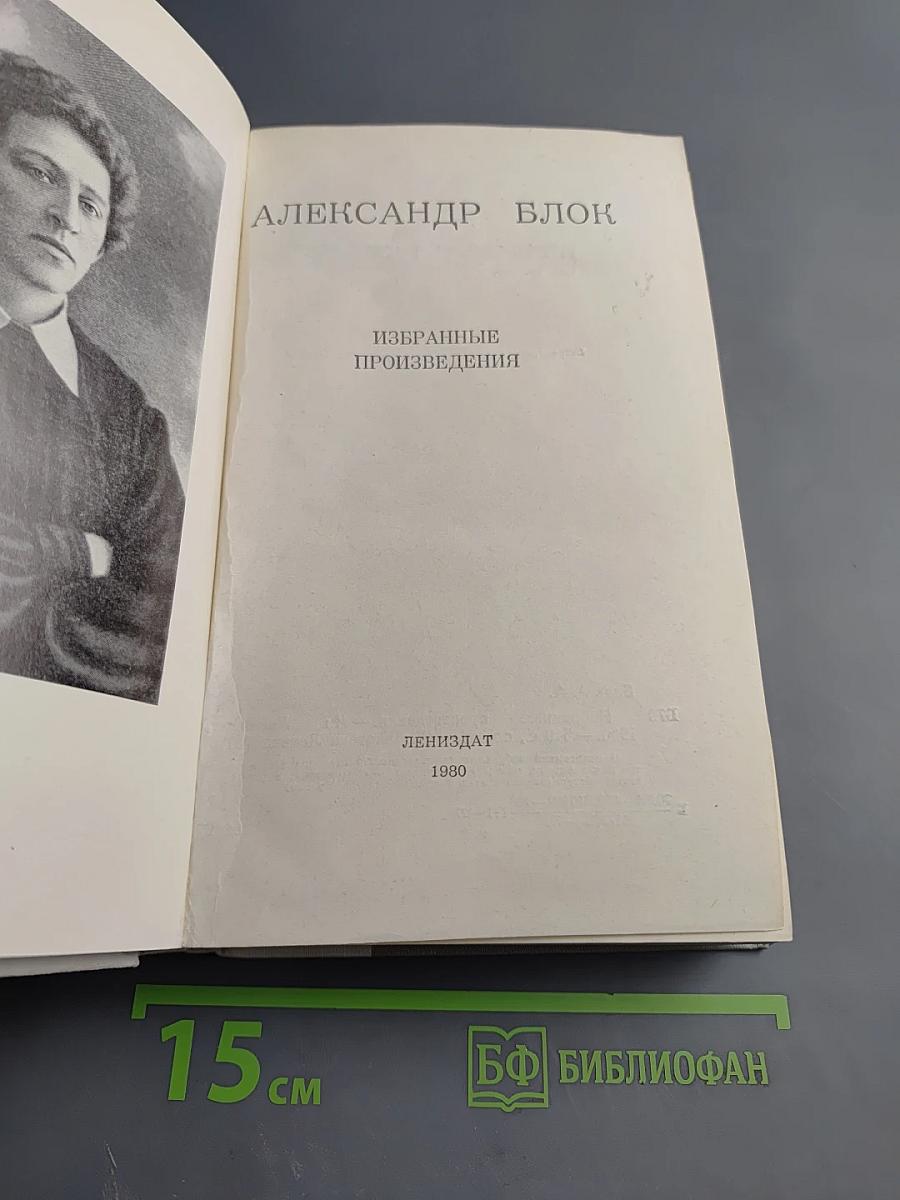 АЛЕКСАНДР БЛОК
ИЗБРАННЫЕ
ПРОИЗВЕДЕНИЯ
ЛЕНИЗДАТ
1980
15 см
БФ БИБЛИОФАН